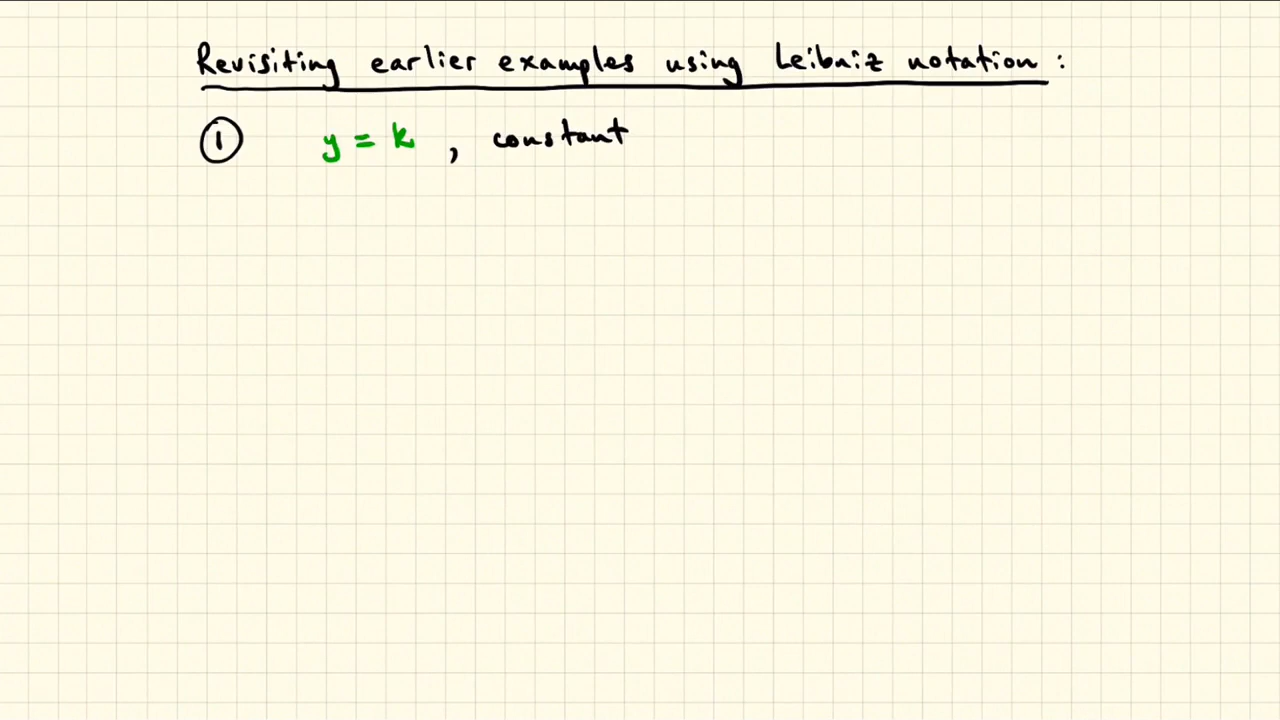 Revisiting earlier examples using Leibniz notation :
① y = k , constant